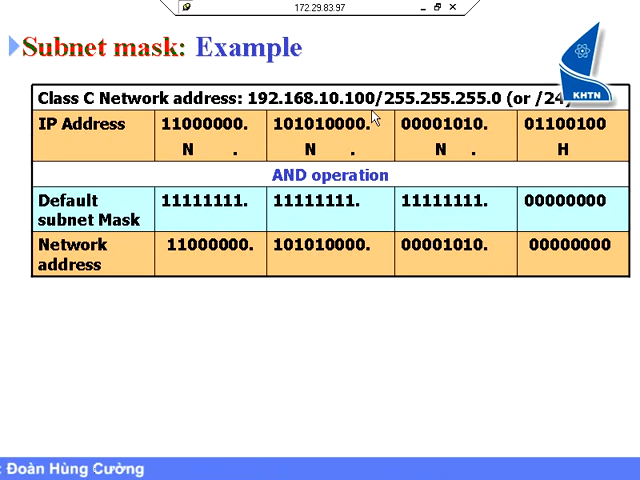 172.29.83.97
Subnet mask: Example
KHTN
Class C Network address: 192.168.10.100/255.255.255.0 (or /24)
IP Address 11000000. 101010000. 00001010. 01100100
N . N . N . H
AND operation
Default subnet Mask 11111111. 11111111. 11111111. 00000000
Network address 11000000. 101010000. 00001010. 00000000
: Đoàn Hùng Cường